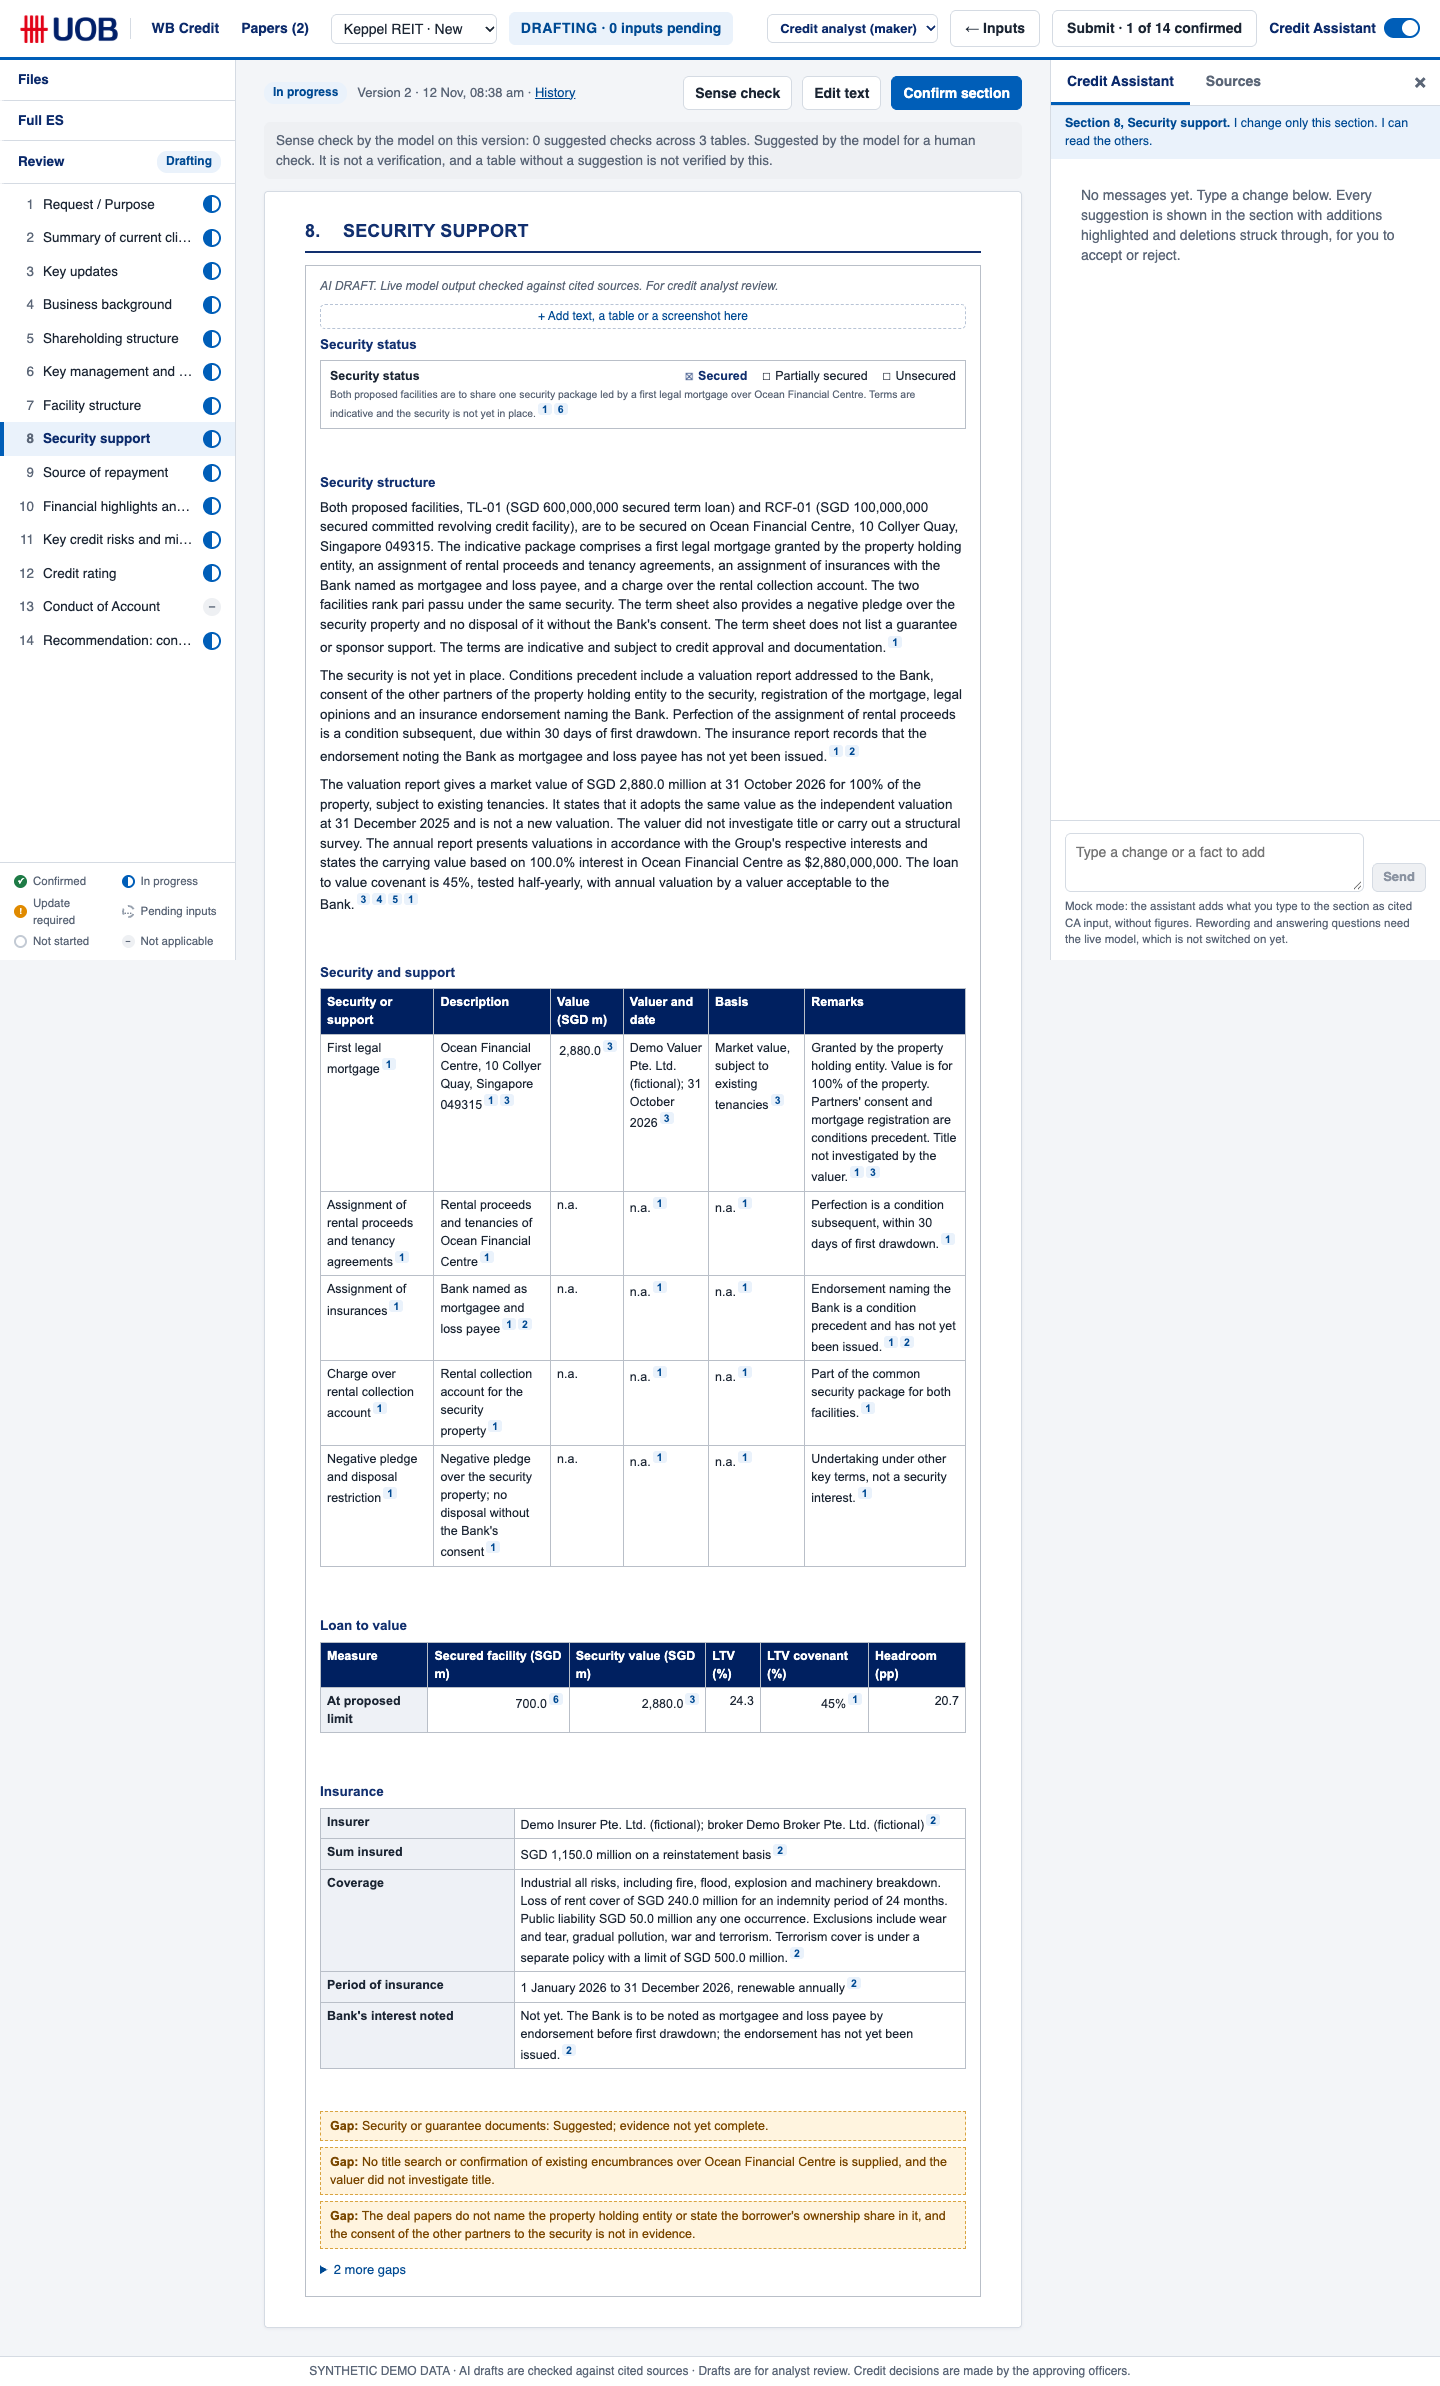 UOB
WB Credit
Papers (2)
Keppel REIT · New
DRAFTING · 0 inputs pending
Credit analyst (maker)
← Inputs
Submit · 1 of 14 confirmed
Credit Assistant
Files
Full ES
Review
Drafting
1 Request / Purpose
2 Summary of current cli...
3 Key updates
4 Business background
5 Shareholding structure
6 Key management and ...
7 Facility structure
8 Security support
9 Source of repayment
10 Financial highlights an...
11 Key credit risks and mi...
12 Credit rating
13 Conduct of Account
14 Recommendation: con...
Confirmed
In progress
Update required
Pending inputs
Not started
Not applicable
In progress
Version 2 · 12 Nov, 08:38 am · History
Sense check
Edit text
Confirm section
Sense check by the model on this version: 0 suggested checks across 3 tables. Suggested by the model for a human
check. It is not a verification, and a table without a suggestion is not verified by this.
8. SECURITY SUPPORT
AI DRAFT. Live model output checked against cited sources. For credit analyst review.
+ Add text, a table or a screenshot here
Security status
Security status
☒ Secured ☐ Partially secured ☐ Unsecured
Both proposed facilities are to share one security package led by a first legal mortgage over Ocean Financial Centre. Terms are
indicative and the security is not yet in place. 1 6
Security structure
Both proposed facilities, TL-01 (SGD 600,000,000 secured term loan) and RCF-01 (SGD 100,000,000
secured committed revolving credit facility), are to be secured on Ocean Financial Centre, 10 Collyer Quay,
Singapore 049315. The indicative package comprises a first legal mortgage granted by the property holding
entity, an assignment of rental proceeds and tenancy agreements, an assignment of insurances with the
Bank named as mortgagee and loss payee, and a charge over the rental collection account. The two
facilities rank pari passu under the same security. The term sheet also provides a negative pledge over the
security property and no disposal of it without the Bank's consent. The term sheet does not list a guarantee
or sponsor support. The terms are indicative and subject to credit approval and documentation. 1
The security is not yet in place. Conditions precedent include a valuation report addressed to the Bank,
consent of the other partners of the property holding entity to the security, registration of the mortgage, legal
opinions and an insurance endorsement naming the Bank. Perfection of the assignment of rental proceeds
is a condition subsequent, due within 30 days of first drawdown. The insurance report records that the
endorsement noting the Bank as mortgagee and loss payee has not yet been issued. 1 2
The valuation report gives a market value of SGD 2,880.0 million at 31 October 2026 for 100% of the
property, subject to existing tenancies. It states that it adopts the same value as the independent valuation
at 31 December 2025 and is not a new valuation. The valuer did not investigate title or carry out a structural
survey. The annual report presents valuations in accordance with the Group's respective interests and
states the carrying value based on 100.0% interest in Ocean Financial Centre as $2,880,000,000. The loan
to value covenant is 45%, tested half-yearly, with annual valuation by a valuer acceptable to the
Bank. 3 4 5 1
Security and support
Security or support | Description | Value (SGD m) | Valuer and date | Basis | Remarks
First legal mortgage 1 | Ocean Financial Centre, 10 Collyer Quay, Singapore 049315 1 3 | 2,880.0 3 | Demo Valuer Pte. Ltd. (fictional); 31 October 2026 3 | Market value, subject to existing tenancies 3 | Granted by the property holding entity. Value is for 100% of the property. Partners' consent and mortgage registration are conditions precedent. Title not investigated by the valuer. 1 3
Assignment of rental proceeds and tenancy agreements 1 | Rental proceeds and tenancies of Ocean Financial Centre 1 | n.a. | n.a. 1 | n.a. 1 | Perfection is a condition subsequent, within 30 days of first drawdown. 1
Assignment of insurances 1 | Bank named as mortgagee and loss payee 1 2 | n.a. | n.a. 1 | n.a. 1 | Endorsement naming the Bank is a condition precedent and has not yet been issued. 1 2
Charge over rental collection account 1 | Rental collection account for the security property 1 | n.a. | n.a. 1 | n.a. 1 | Part of the common security package for both facilities. 1
Negative pledge and disposal restriction 1 | Negative pledge over the security property; no disposal without the Bank's consent 1 | n.a. | n.a. 1 | n.a. 1 | Undertaking under other key terms, not a security interest. 1
Loan to value
Measure | Secured facility (SGD m) | Security value (SGD m) | LTV (%) | LTV covenant (%) | Headroom (pp)
At proposed limit | 700.0 6 | 2,880.0 3 | 24.3 | 45% 1 | 20.7
Insurance
Insurer | Demo Insurer Pte. Ltd. (fictional); broker Demo Broker Pte. Ltd. (fictional) 2
Sum insured | SGD 1,150.0 million on a reinstatement basis 2
Coverage | Industrial all risks, including fire, flood, explosion and machinery breakdown.
Loss of rent cover of SGD 240.0 million for an indemnity period of 24 months.
Public liability SGD 50.0 million any one occurrence. Exclusions include wear
and tear, gradual pollution, war and terrorism. Terrorism cover is under a
separate policy with a limit of SGD 500.0 million. 2
Period of insurance | 1 January 2026 to 31 December 2026, renewable annually 2
Bank's interest noted | Not yet. The Bank is to be noted as mortgagee and loss payee by
endorsement before first drawdown; the endorsement has not yet been
issued. 2
Gap: Security or guarantee documents: Suggested; evidence not yet complete.
Gap: No title search or confirmation of existing encumbrances over Ocean Financial Centre is supplied, and the
valuer did not investigate title.
Gap: The deal papers do not name the property holding entity or state the borrower's ownership share in it, and
the consent of the other partners to the security is not in evidence.
▶ 2 more gaps
Credit Assistant
Sources
×
Section 8, Security support. I change only this section. I can
read the others.
No messages yet. Type a change below. Every
suggestion is shown in the section with additions
highlighted and deletions struck through, for you to
accept or reject.
Type a change or a fact to add
Send
Mock mode: the assistant adds what you type to the section as cited
CA input, without figures. Rewording and answering questions need
the live model, which is not switched on yet.
SYNTHETIC DEMO DATA · AI drafts are checked against cited sources · Drafts are for analyst review. Credit decisions are made by the approving officers.